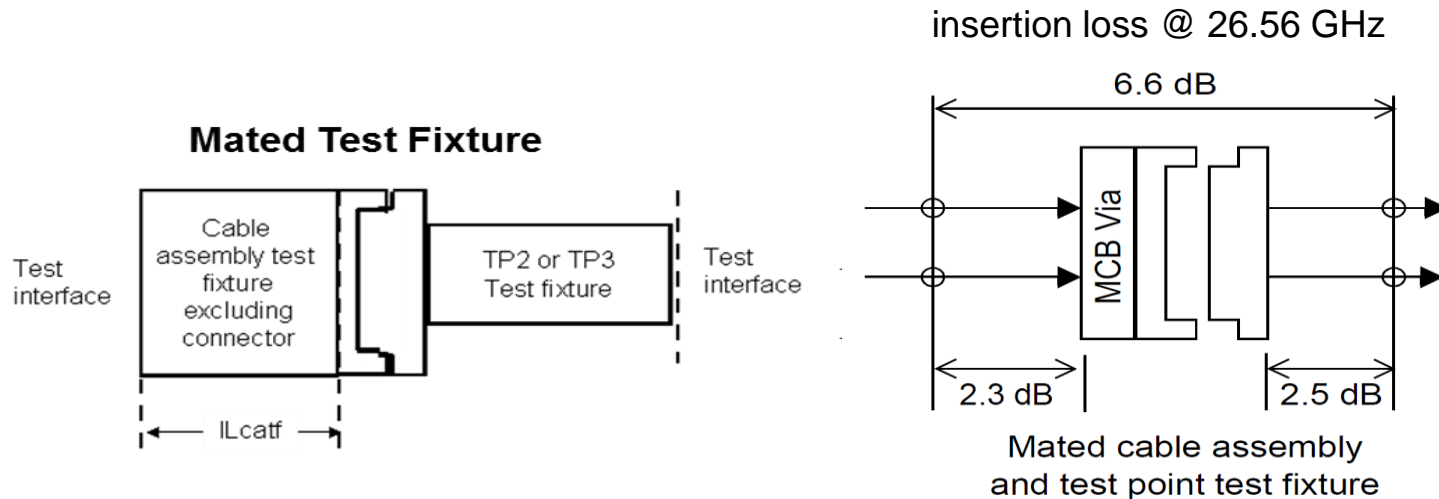 insertion loss @ 26.56 GHz
6.6 dB
Mated Test Fixture
Cable
assembly test
fixture
excluding
connector
Test
interface
TP2 or TP3
Test fixture
Test
interface
MCB Via
ILcatf
2.3 dB
2.5 dB
Mated cable assembly
and test point test fixture